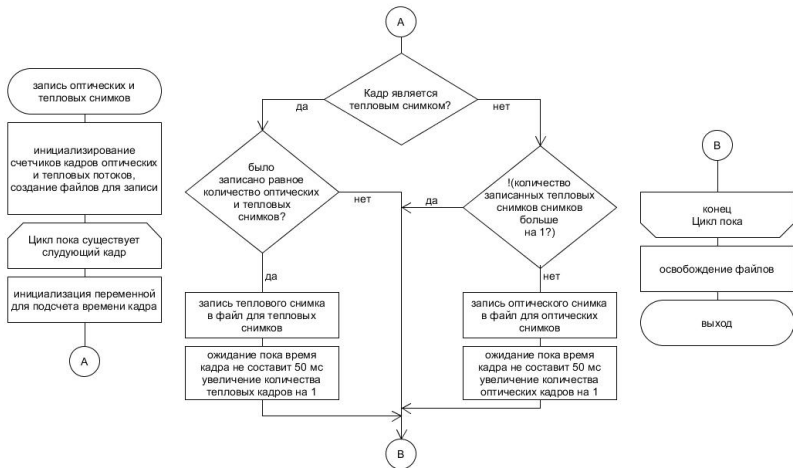 запись оптических и
тепловых снимков
инициализирование
счетчиков кадров оптических
и тепловых потоков,
создание файлов для записи
Цикл пока существует
слудующий кадр
инициализация переменной
для подсчета времени кадра
А
А
Кадр является
тепловым снимком?
да
нет
было
записано равное
количество оптических
и тепловых
снимков?
нет
да
запись теплового снимка
в файл для тепловых
снимков
ожидание пока время
кадра не составит 50 мс
увеличение количества
тепловых кадров на 1
!(количество
записанных тепловых
снимков снимков
больше
на 1?)
да
нет
запись оптического снимка
в файл для оптических
снимков
ожидание пока время
кадра не составит 50 мс
увеличение количества
оптических кадров на 1
В
В
конец
Цикл пока
освобождение файлов
выход